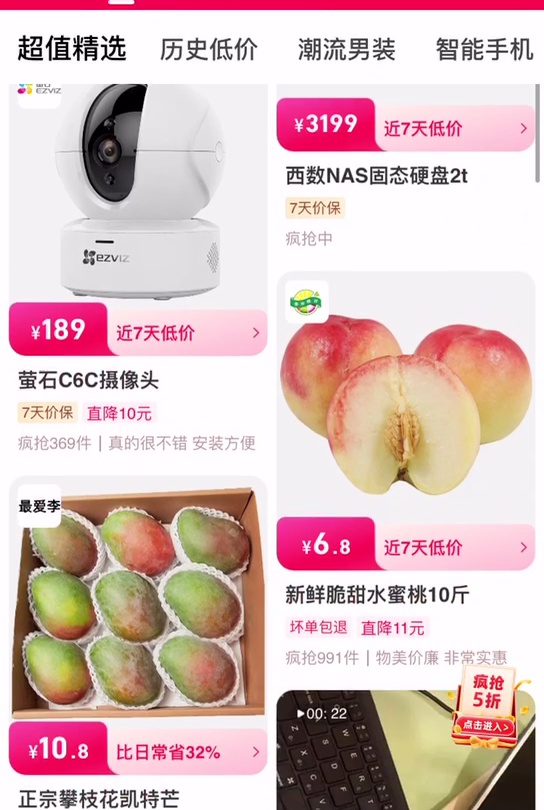 超值精选
历史低价
潮流男装
智能手机
萤石
EZVIZ
ezviz
¥189
近7天低价
萤石C6C摄像头
7天价保 直降10元
疯抢369件 | 真的很不错 安装方便
最爱李
¥10.8
比日常省32%
正宗攀枝花凯特芒
¥3199
近7天低价
西数NAS固态硬盘2t
7天价保
疯抢中
¥6.8
近7天低价
新鲜脆甜水蜜桃10斤
坏单包退 直降11元
疯抢991件 | 物美价廉 非常实惠
00: 22
疯抢
5折
点击进入>